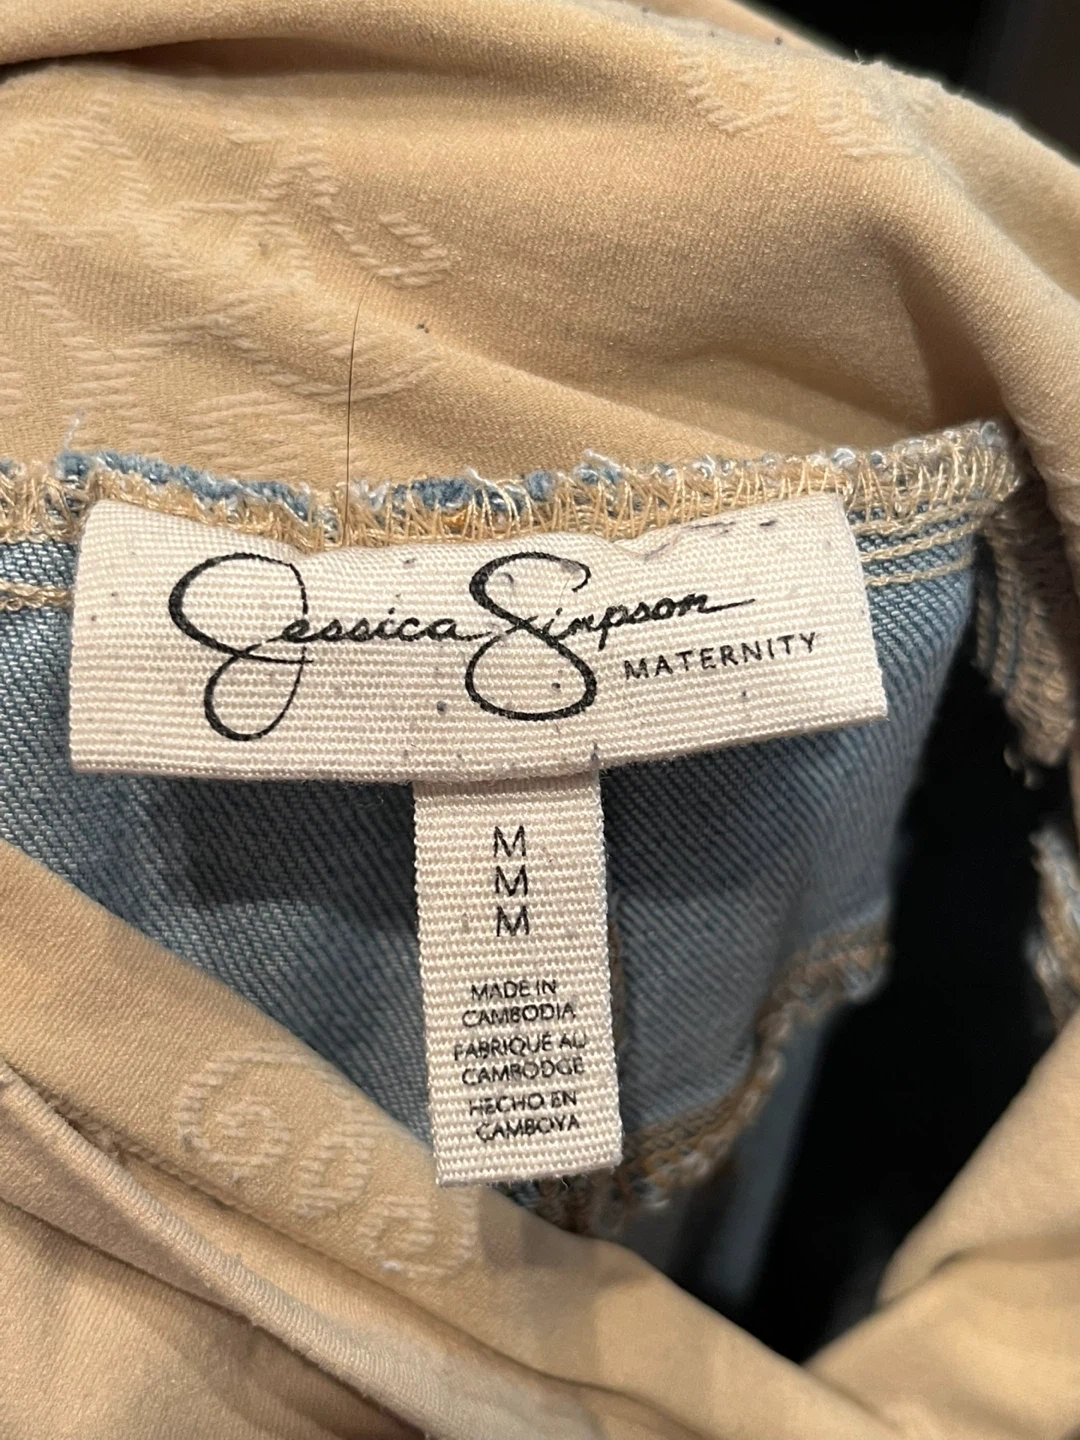 Jessica Simpson
MATERNITY
M
M
M
MADE IN
CAMBODIA
FABRIQUÉ AU
CAMBODGE
HECHO EN
CAMBOYA